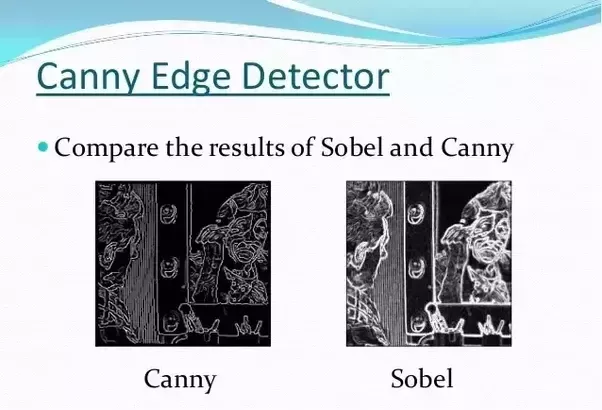 Canny Edge Detector
• Compare the results of Sobel and Canny
Canny
Sobel